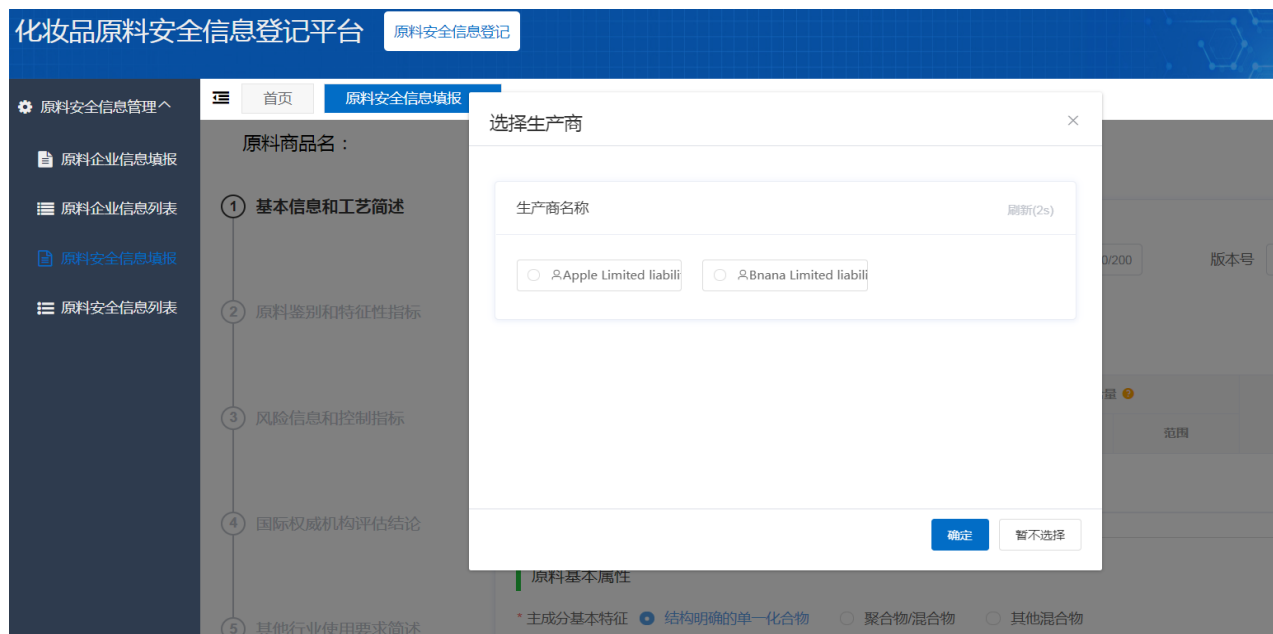 化妆品原料安全信息登记平台 原料安全信息登记
原料安全信息管理
原料企业信息填报
原料企业信息列表
原料安全信息填报
原料安全信息列表
首页 原料安全信息填报
原料商品名：
1 基本信息和工艺简述
2 原料鉴别和特征性指标
3 风险信息和控制指标
4 国际权威机构评估结论
5 其他行业使用要求简述
选择生产商
生产商名称 刷新(2s)
Apple Limited liabili Bnana Limited liabili
确定 暂不选择
0/200 版本号
量
范围
原料基本属性
* 主成分基本特征 结构明确的单一化合物 聚合物/混合物 其他混合物